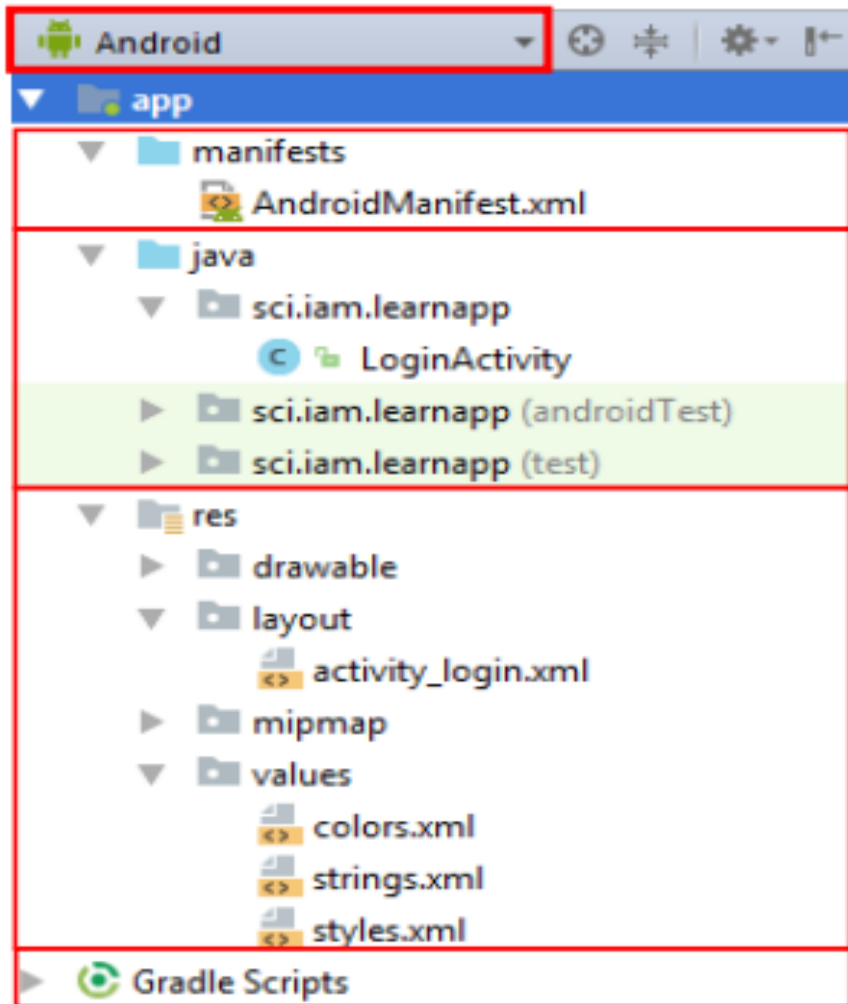 Android
app
manifests
AndroidManifest.xml
java
sci.iam.learnapp
C LoginActivity
sci.iam.learnapp (androidTest)
sci.iam.learnapp (test)
res
drawable
layout
activity_login.xml
mipmap
values
colors.xml
strings.xml
styles.xml
Gradle Scripts